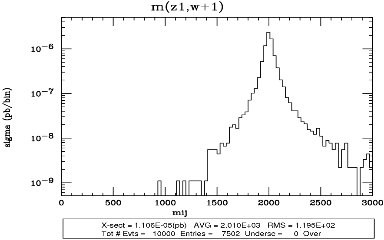 m(z1,w+1)
sigma (pb/bin)
10⁻⁶
10⁻⁷
10⁻⁸
10⁻⁹
0 500 1000 1500 2000 2500 3000
mij
X-sect = 1.106E-05(pb) AVG = 2.010E+03 RMS = 1.195E+02
Tot # Evts = 10000 Entries = 7502 Undersc = 0 Over